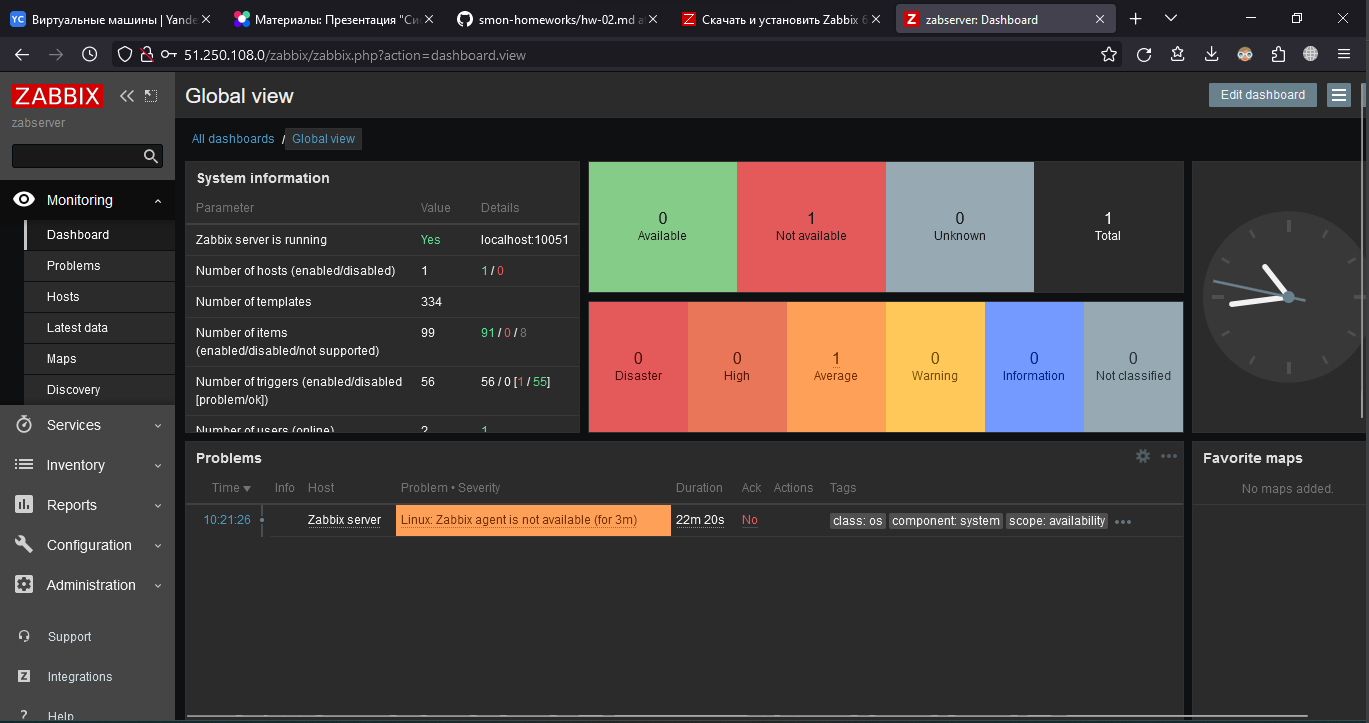 YC Виртуальные машины | Yande
Материалы: Презентация "Си
smon-homeworks/hw-02.md a
Z Скачать и установить Zabbix 6
Z zabserver: Dashboard
51.250.108.0/zabbix/zabbix.php?action=dashboard.view
ZABBIX
zabserver
Monitoring
Dashboard
Problems
Hosts
Latest data
Maps
Discovery
Services
Inventory
Reports
Configuration
Administration
Support
Z Integrations
? Help
Global view
Edit dashboard
All dashboards / Global view
System information
Parameter Value Details
Zabbix server is running Yes localhost:10051
Number of hosts (enabled/disabled) 1 1 / 0
Number of templates 334
Number of items (enabled/disabled/not supported) 99 91 / 0 / 8
Number of triggers (enabled/disabled [problem/ok]) 56 56 / 0 [1 / 55]
Number of users (online) 2 1
0 Available
1 Not available
0 Unknown
1 Total
0 Disaster
0 High
1 Average
0 Warning
0 Information
0 Not classified
Problems
Time Info Host Problem • Severity Duration Ack Actions Tags
10:21:26 Zabbix server Linux: Zabbix agent is not available (for 3m) 22m 20s No class: os component: system scope: availability
Favorite maps
No maps added.